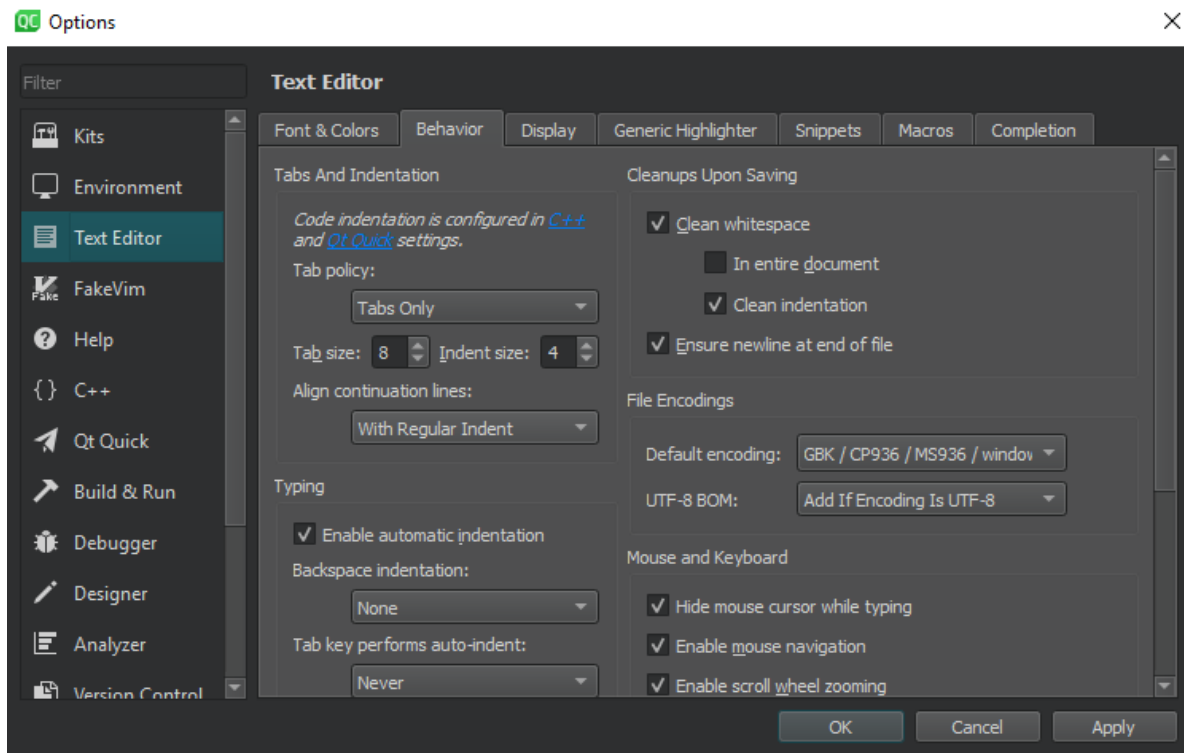 QC Options
Filter
Kits
Environment
Text Editor
FakeVim
Help
C++
Qt Quick
Build & Run
Debugger
Designer
Analyzer
Version Control
Text Editor
Font & Colors Behavior Display Generic Highlighter Snippets Macros Completion
Tabs And Indentation
Code indentation is configured in C++
and Qt Quick settings.
Tab policy:
Tabs Only
Tab size: 8 Indent size: 4
Align continuation lines:
With Regular Indent
Typing
Enable automatic indentation
Backspace indentation:
None
Tab key performs auto-indent:
Never
Cleanups Upon Saving
Clean whitespace
In entire document
Clean indentation
Ensure newline at end of file
File Encodings
Default encoding: GBK / CP936 / MS936 / window
UTF-8 BOM: Add If Encoding Is UTF-8
Mouse and Keyboard
Hide mouse cursor while typing
Enable mouse navigation
Enable scroll wheel zooming
OK Cancel Apply